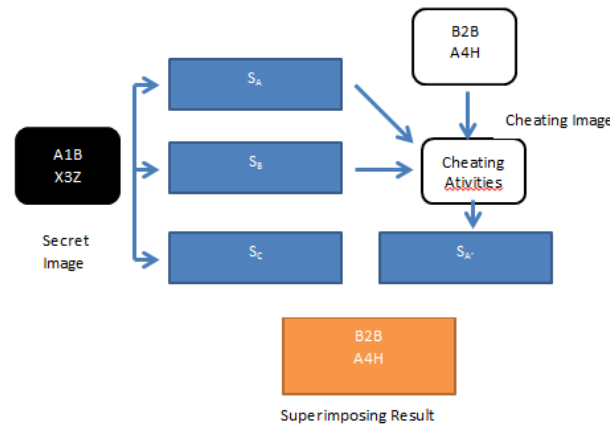 B2B
A4H
S_A
Cheating Image
A1B
X3Z
S_B
Cheating
Ativities
Secret
Image
S_C
S_A'
B2B
A4H
Superimposing Result